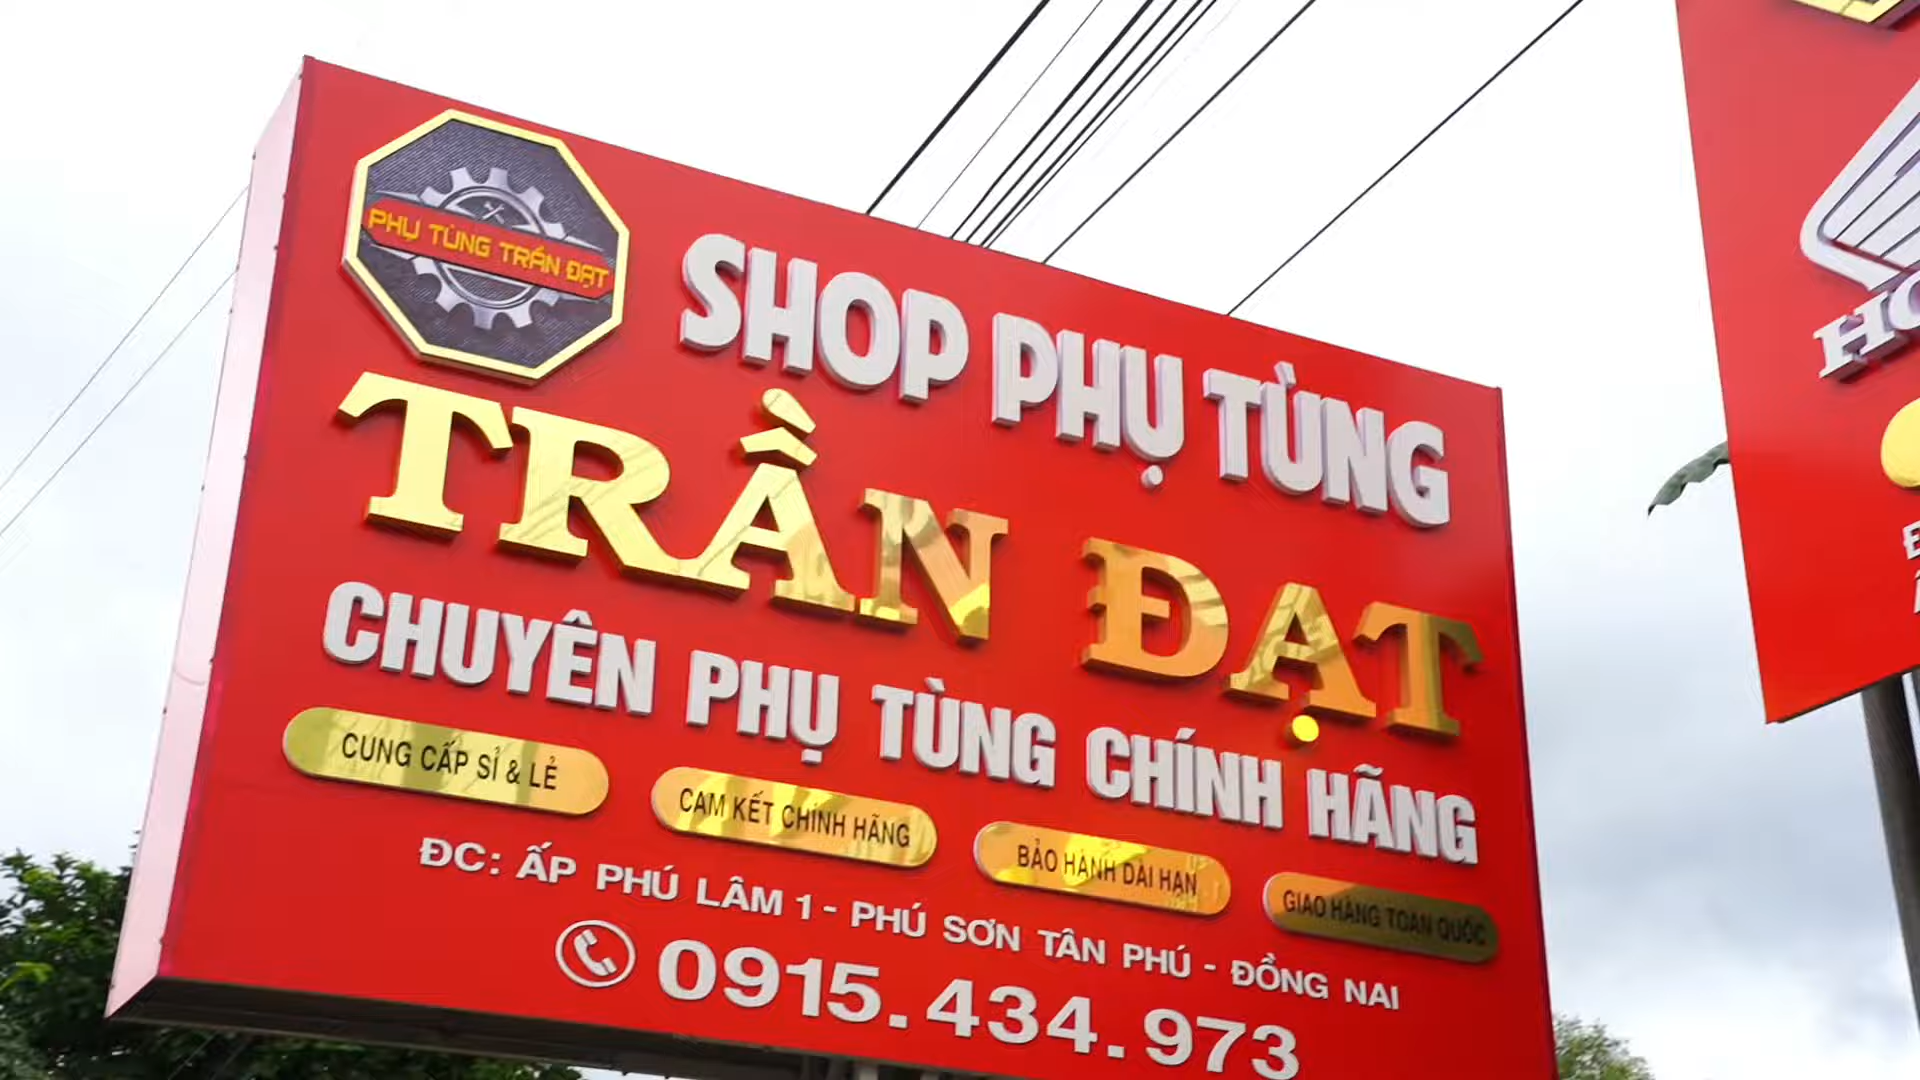 PHỤ TÙNG TRẦN ĐẠT
SHOP PHỤ TÙNG
TRẦN ĐẠT
CHUYÊN PHỤ TÙNG CHÍNH HÃNG
CUNG CẤP SỈ & LẺ
CAM KẾT CHÍNH HÃNG
BẢO HÀNH DÀI HẠN
GIAO HÀNG TOÀN QUỐC
ĐC: ẤP PHÚ LÂM 1 - PHÚ SƠN TÂN PHÚ - ĐỒNG NAI
0915.434.973